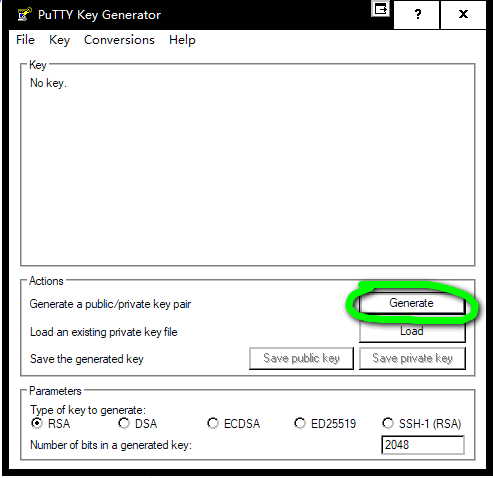 PuTTY Key Generator ? X
File Key Conversions Help
Key
No key.
Actions
Generate a public/private key pair Generate
Load an existing private key file Load
Save the generated key Save public key Save private key
Parameters
Type of key to generate:
RSA DSA ECDSA ED25519 SSH-1 (RSA)
Number of bits in a generated key: 2048